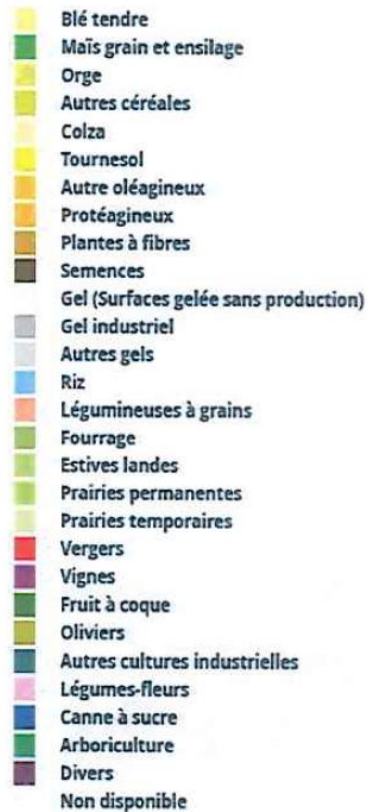 Blé tendre
Maïs grain et ensilage
Orge
Autres céréales
Colza
Tournesol
Autre oléagineux
Protéagineux
Plantes à fibres
Semences
Gel (Surfaces gelée sans production)
Gel industriel
Autres gels
Riz
Légumineuses à grains
Fourrage
Estives landes
Prairies permanentes
Prairies temporaires
Vergers
Vignes
Fruit à coque
Oliviers
Autres cultures industrielles
Légumes-fleurs
Canne à sucre
Arboriculture
Divers
Non disponible